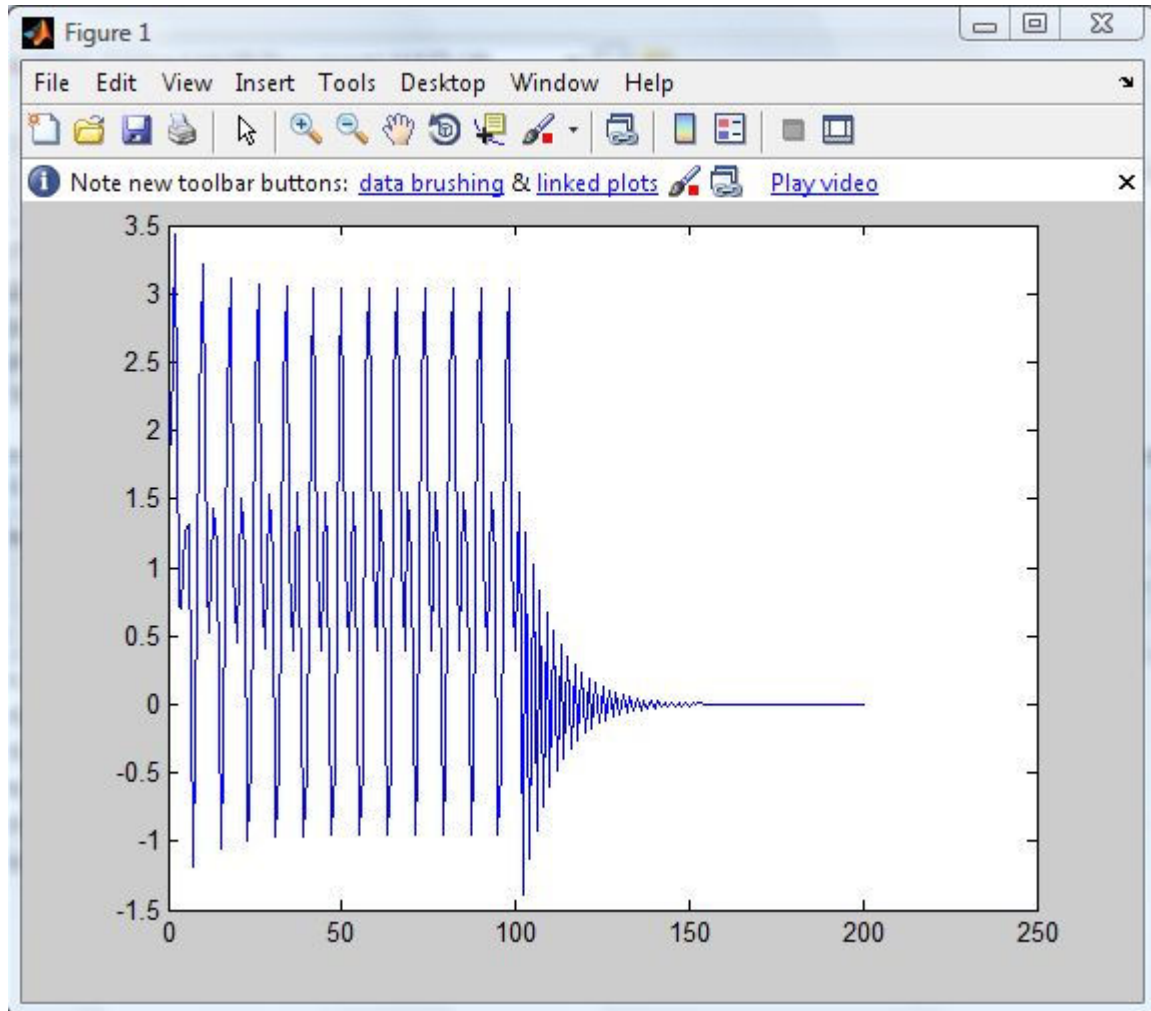 Figure 1
File Edit View Insert Tools Desktop Window Help
Note new toolbar buttons: data brushing & linked plots Play video
3.5
3
2.5
2
1.5
1
0.5
0
-0.5
-1
-1.5
0 50 100 150 200 250